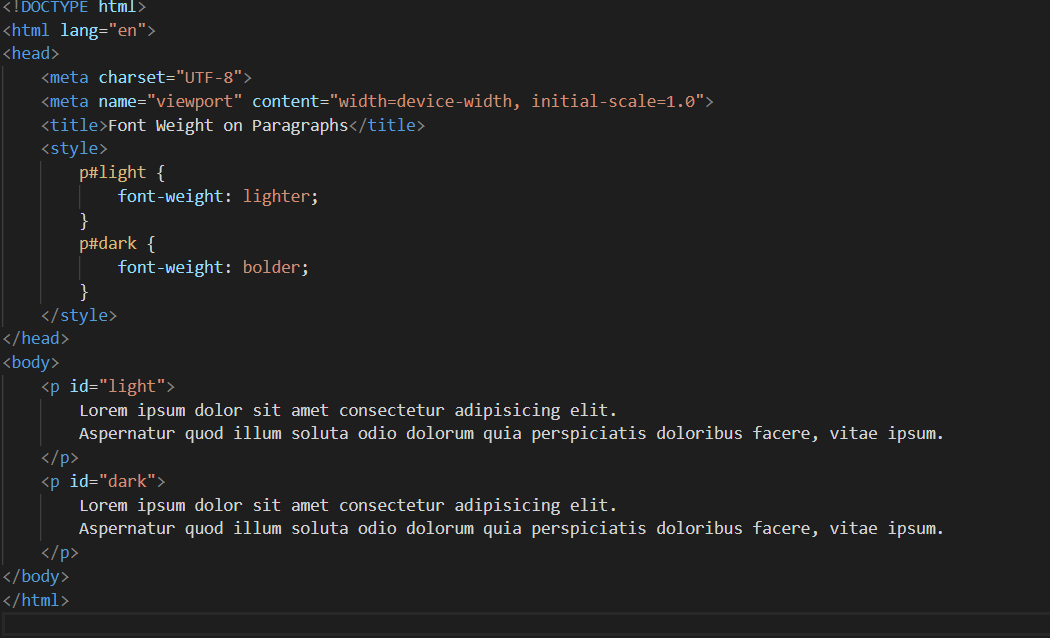 <!DOCTYPE html>
<html lang="en">
<head>
    <meta charset="UTF-8">
    <meta name="viewport" content="width=device-width, initial-scale=1.0">
    <title>Font Weight on Paragraphs</title>
    <style>
        p#light {
            font-weight: lighter;
        }
        p#dark {
            font-weight: bolder;
        }
    </style>
</head>
<body>
    <p id="light">
        Lorem ipsum dolor sit amet consectetur adipisicing elit.
        Aspernatur quod illum soluta odio dolorum quia perspiciatis doloribus facere, vitae ipsum.
    </p>
    <p id="dark">
        Lorem ipsum dolor sit amet consectetur adipisicing elit.
        Aspernatur quod illum soluta odio dolorum quia perspiciatis doloribus facere, vitae ipsum.
    </p>
</body>
</html>